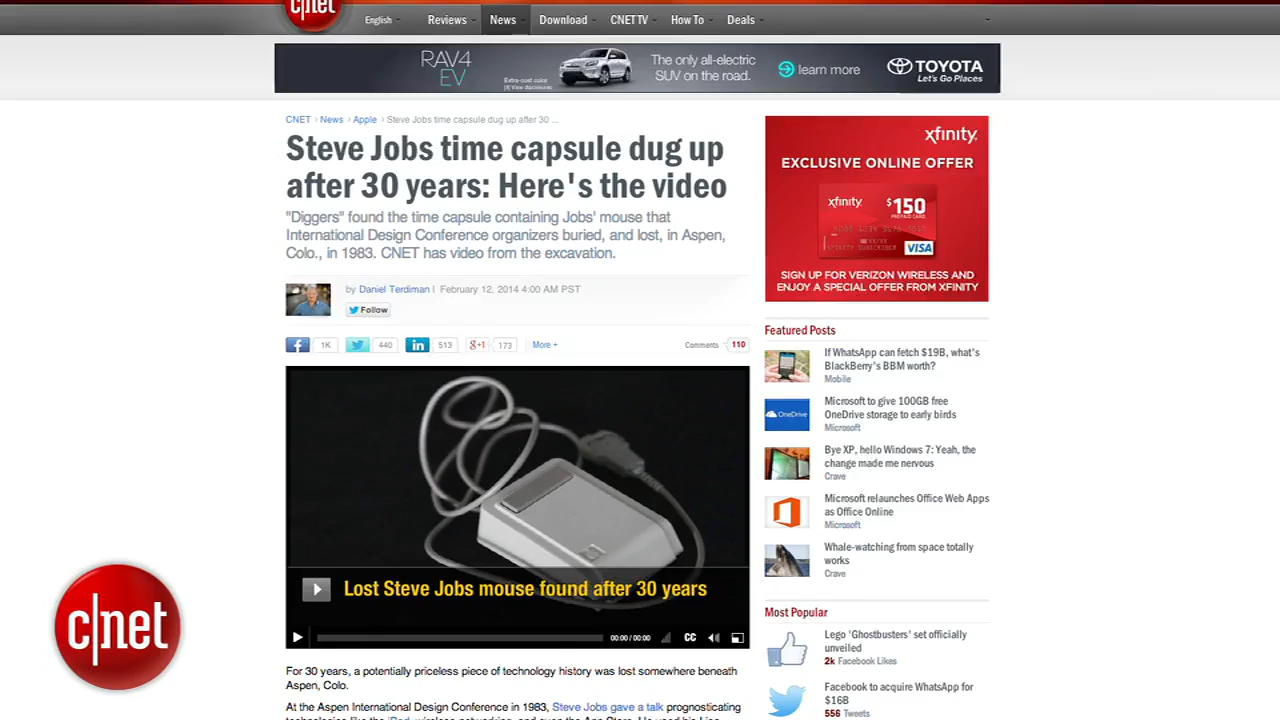 c|net
English
Reviews
News
Download
CNET TV
How To
Deals
RAV4
EV
Extra-cost color
The only all-electric
SUV on the road.
learn more
TOYOTA
Let's Go Places
CNET › News › Apple › Steve Jobs time capsule dug up after 30 ...
Steve Jobs time capsule dug up
after 30 years: Here's the video
"Diggers" found the time capsule containing Jobs' mouse that
International Design Conference organizers buried, and lost, in Aspen,
Colo., in 1983. CNET has video from the excavation.
by Daniel Terdiman | February 12, 2014 4:00 AM PST
Follow
1K
440
in
513
g+1
173
More +
Comments
110
Lost Steve Jobs mouse found after 30 years
00:00 / 00:00
CC
For 30 years, a potentially priceless piece of technology history was lost somewhere beneath
Aspen, Colo.
At the Aspen International Design Conference in 1983, Steve Jobs gave a talk prognosticating
xfinity
EXCLUSIVE ONLINE OFFER
xfinity
$150
PREPAID CARD
VISA
SIGN UP FOR VERIZON WIRELESS AND
ENJOY A SPECIAL OFFER FROM XFINITY
Featured Posts
If WhatsApp can fetch $19B, what's
BlackBerry's BBM worth?
Mobile
OneDrive
Microsoft to give 100GB free
OneDrive storage to early birds
Microsoft
Bye XP, hello Windows 7: Yeah, the
change made me nervous
Crave
Microsoft relaunches Office Web Apps
as Office Online
Microsoft
Whale-watching from space totally
works
Crave
Most Popular
Lego 'Ghostbusters' set officially
unveiled
2k Facebook Likes
Facebook to acquire WhatsApp for
$16B
556 Tweets
c|net